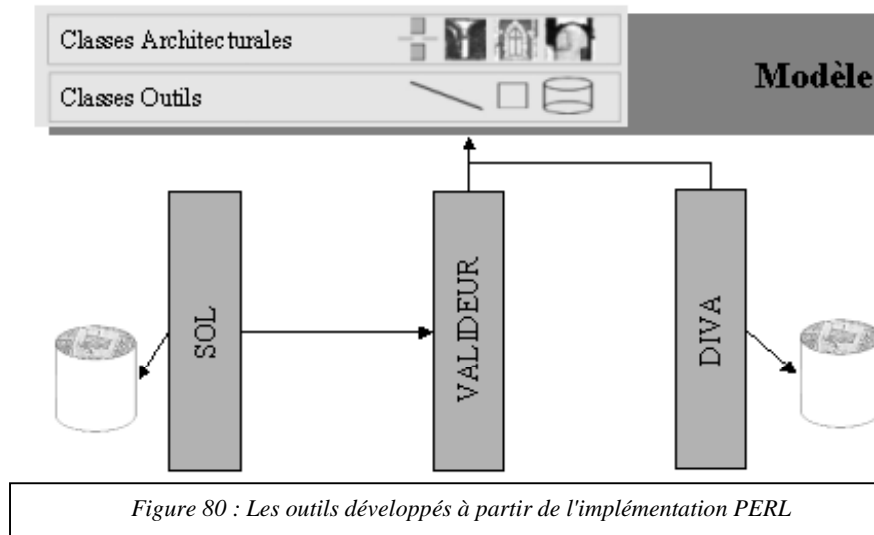 Classes Architecturales
Classes Outils
Modèle
SOL
VALIDEUR
DIVA
Figure 80 : Les outils développés à partir de l'implémentation PERL